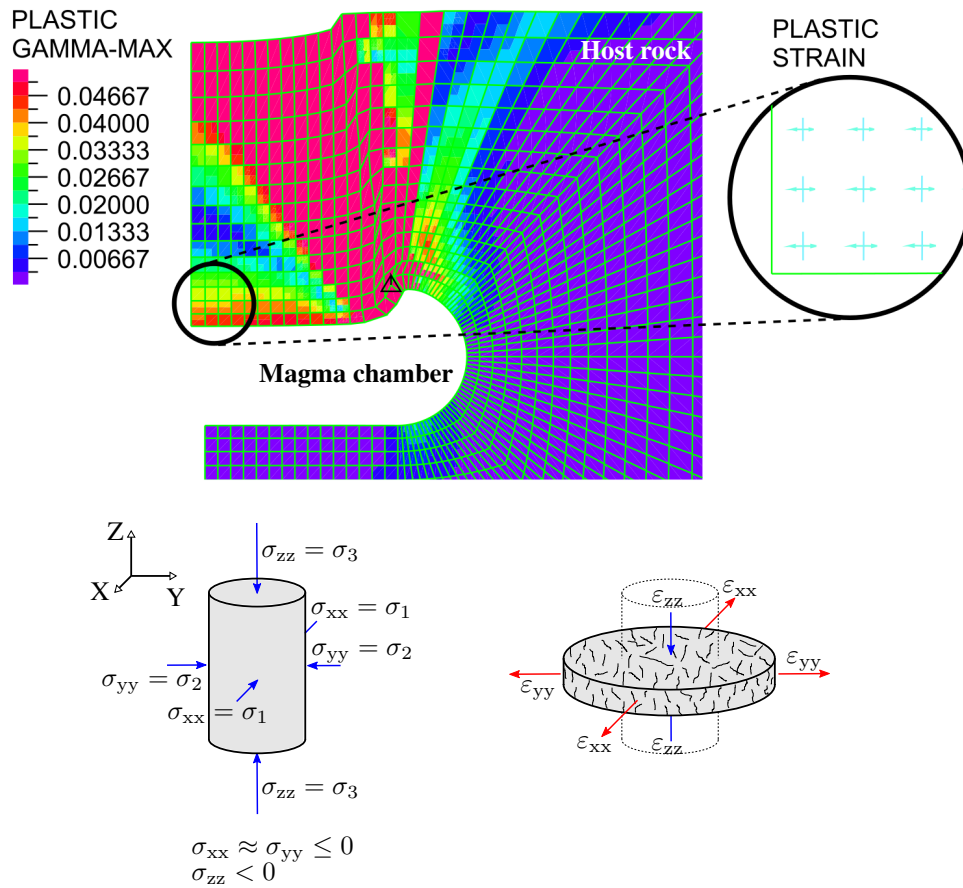 PLASTIC
GAMMA-MAX
0.04667
0.04000
0.03333
0.02667
0.02000
0.01333
0.00667
Host rock
Magma chamber
PLASTIC
STRAIN
Z
X
Y
σzz = σ3
σxx = σ1
σyy = σ2
σyy = σ2
σxx = σ1
σzz = σ3
σxx ≈ σyy ≤ 0
σzz < 0
εzz
εxx
εyy
εyy
εxx
εzz